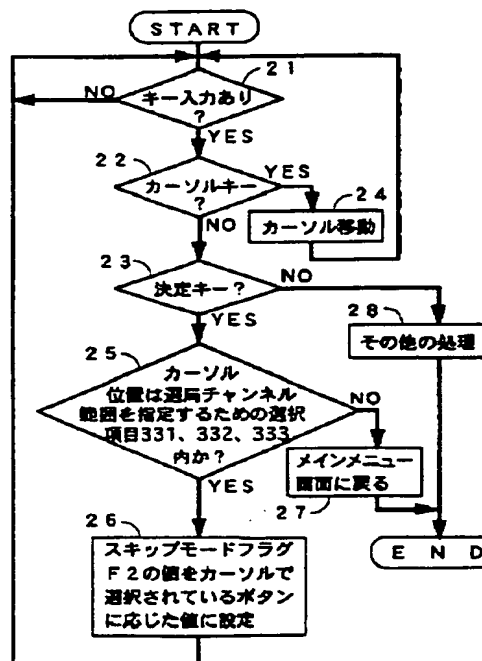 START
21
NO
キー入力あり
?
YES
22
YES
カーソルキー
?
24
カーソル移動
NO
23
NO
決定キー?
28
その他の処理
YES
25
カーソル
位置は選局チャンネル
範囲を指定するための選択
項目331、332、333
内か?
NO
メインメニュー
画面に戻る
27
YES
26
スキップモードフラグ
F2の値をカーソルで
選択されているボタン
に応じた値に設定
END